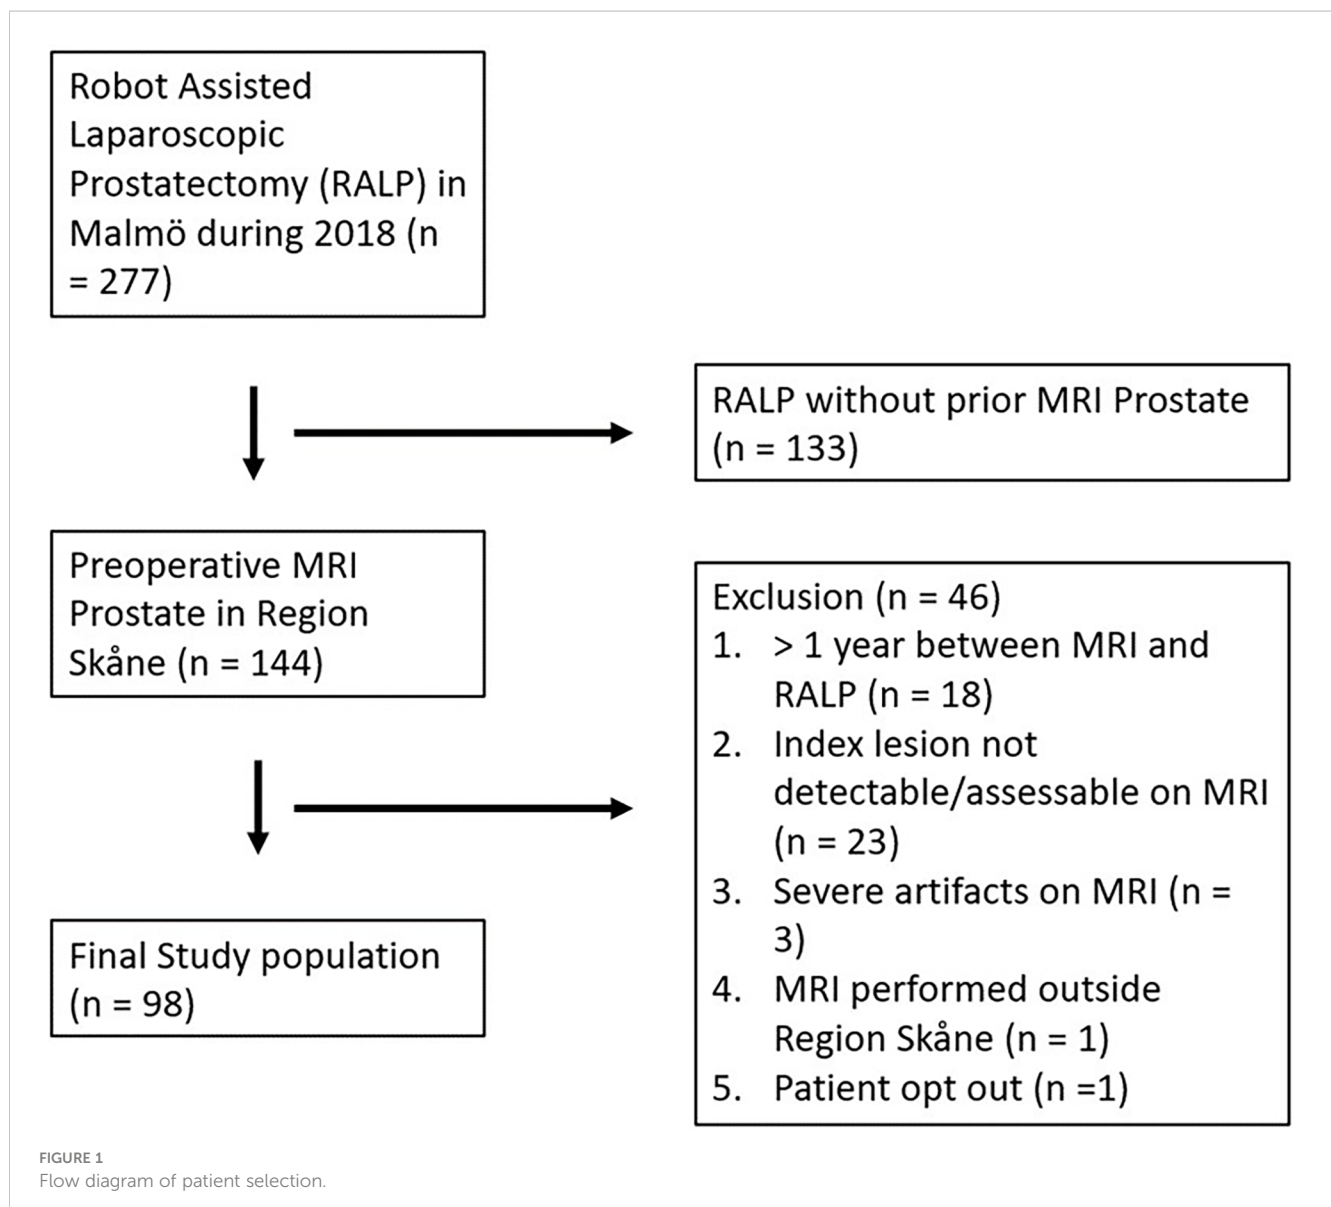 Robot Assisted
Laparoscopic
Prostatectomy (RALP) in
Malmö during 2018 (n
= 277)
RALP without prior MRI Prostate
(n = 133)
Preoperative MRI
Prostate in Region
Skåne (n = 144)
Exclusion (n = 46)
1. > 1 year between MRI and
RALP (n = 18)
2. Index lesion not
detectable/assessable on MRI
(n = 23)
3. Severe artifacts on MRI (n =
3)
4. MRI performed outside
Region Skåne (n = 1)
5. Patient opt out (n =1)
Final Study population
(n = 98)
FIGURE 1
Flow diagram of patient selection.